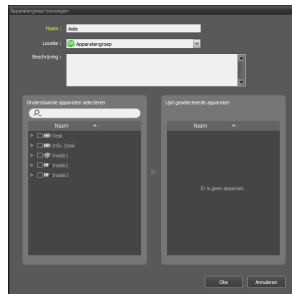 Apparatengroep toevoegen
Naam : Aisle
Locatie : Apparatengroep
Beschrijving :
Onderstaande apparaten selecteren
Naam
Desk
Info Desk
Inside1
Inside2
Inside3
Lijst geselecteerde apparaten
Naam
Er is geen apparaat.
Oke
Annuleren